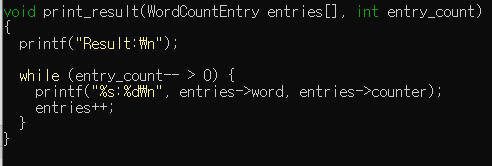 void print_result(WordCountEntry entries[], int entry_count)
{
  printf("Result:₩n");

  while (entry_count-- > 0) {
    printf("%s:%d₩n", entries->word, entries->counter);
    entries++;
  }
}